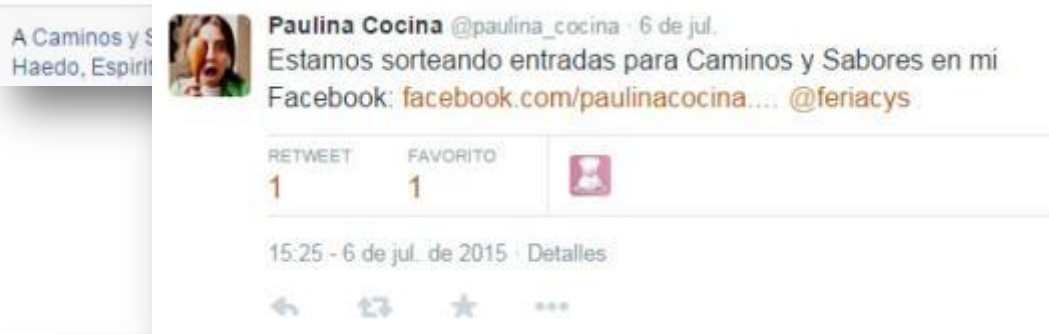 A Caminos y
Haedo,
Paulina Cocina @paulina_cocina · 6 de jul.
Estamos sorteando entradas para Caminos y Sabores en mi
Facebook: facebook.com/paulinacocina.... @feriacys
RETWEET FAVORITO
1 1
15:25 - 6 de jul. de 2015 · Detalles